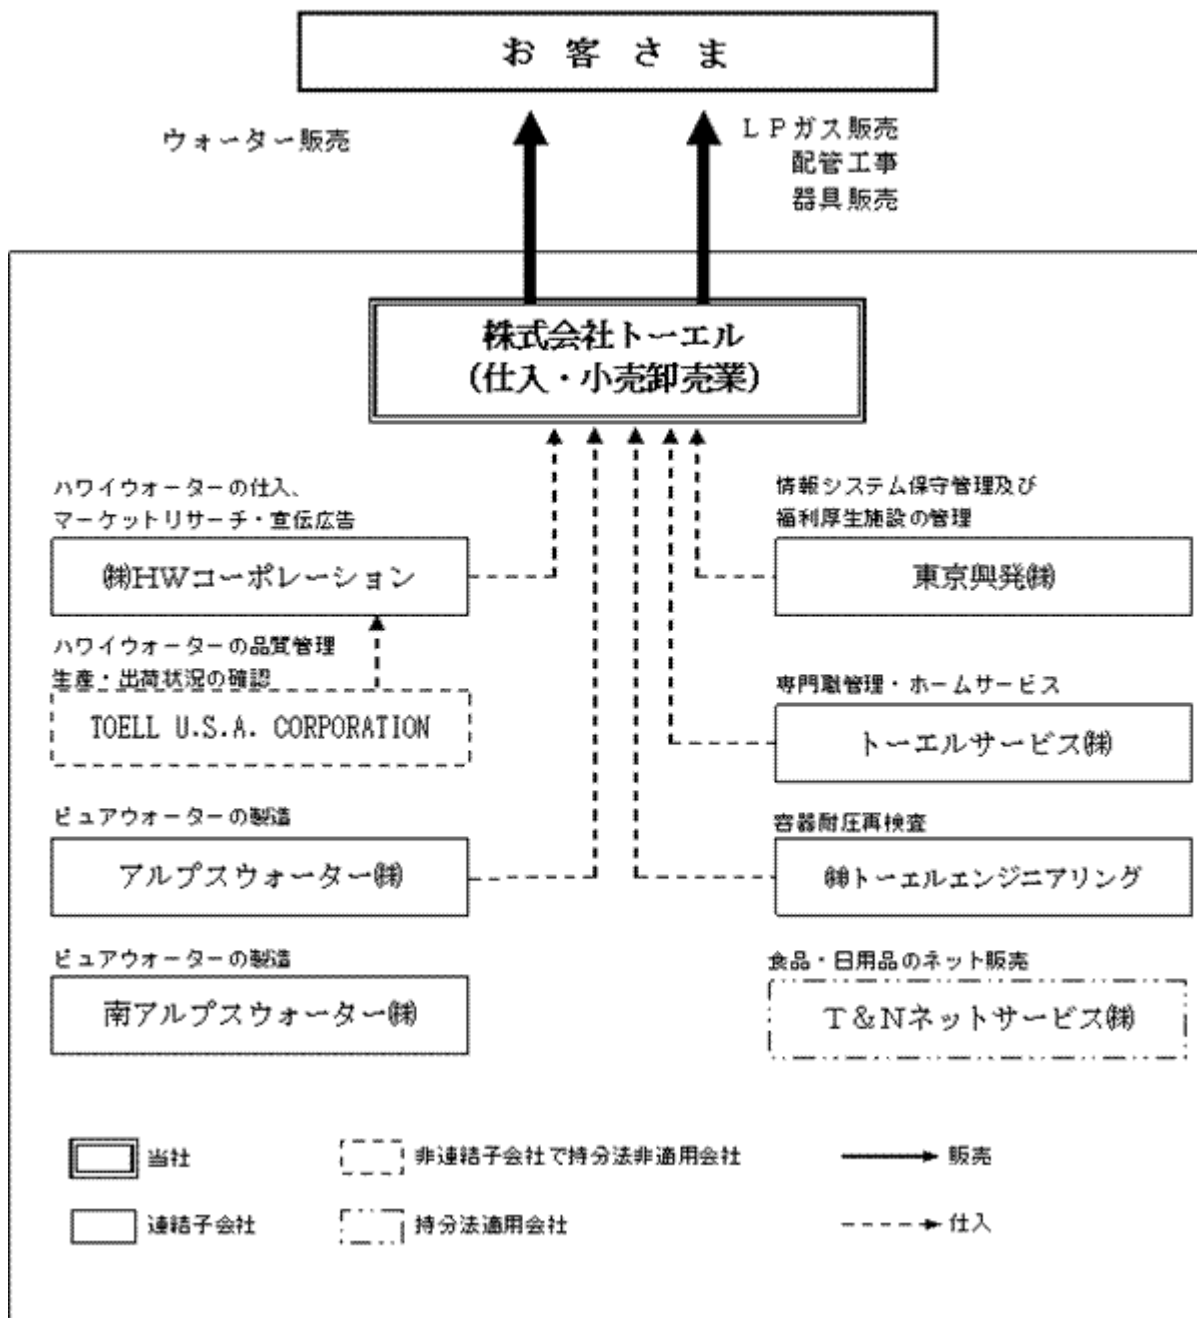 お客さま
ウォーター販売
ＬＰガス販売
配管工事
器具販売
株式会社トーエル
（仕入・小売卸売業）
ハワイウォーターの仕入、
マーケットリサーチ・宣伝広告
㈱HWコーポレーション
ハワイウォーターの品質管理
生産・出荷状況の確認
TOELL U.S.A. CORPORATION
ピュアウォーターの製造
アルプスウォーター㈱
ピュアウォーターの製造
南アルプスウォーター㈱
情報システム保守管理及び
福利厚生施設の管理
東京興発㈱
専門職管理・ホームサービス
トーエルサービス㈱
容器耐圧再検査
㈱トーエルエンジニアリング
食品・日用品のネット販売
Ｔ＆Ｎネットサービス㈱
当社
非連結子会社で持分法非適用会社
販売
連結子会社
持分法適用会社
仕入